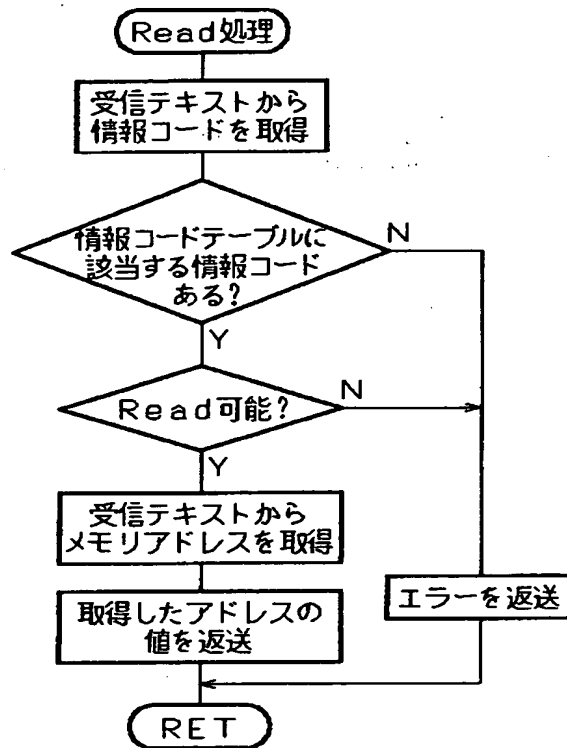 Read処理
受信テキストから
情報コードを取得
情報コードテーブルに
該当する情報コード
ある?
N
Y
Read可能?
N
Y
受信テキストから
メモリアドレスを取得
取得したアドレスの
値を返送
エラーを返送
RET